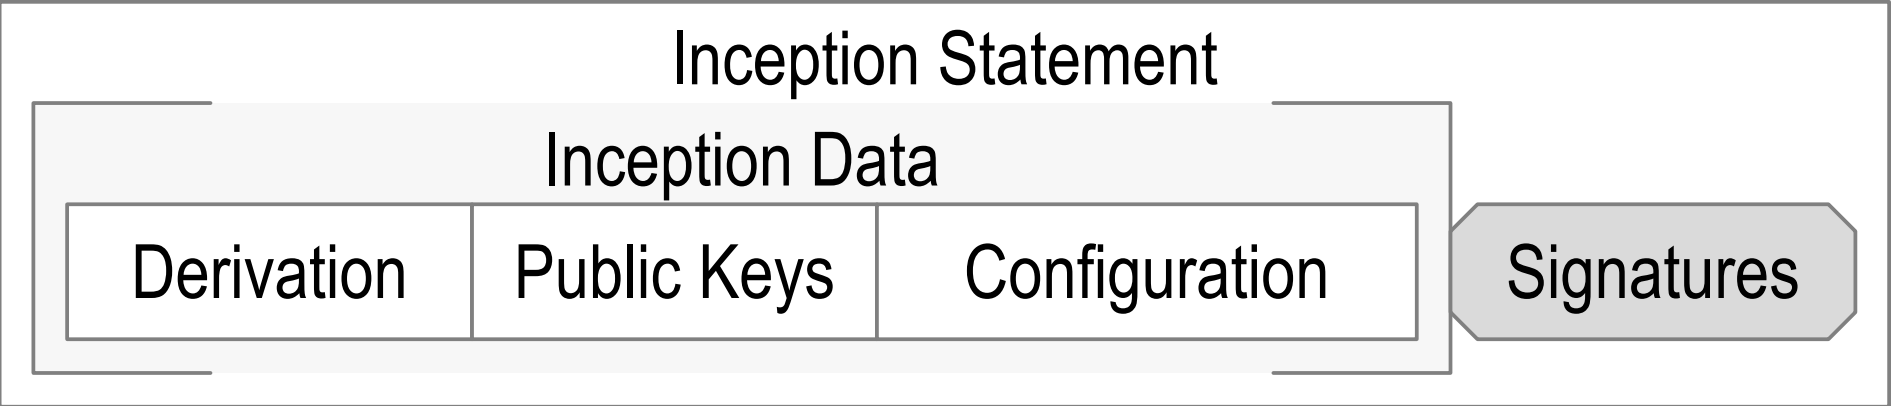 Inception Statement
Inception Data
Derivation Public Keys Configuration Signatures